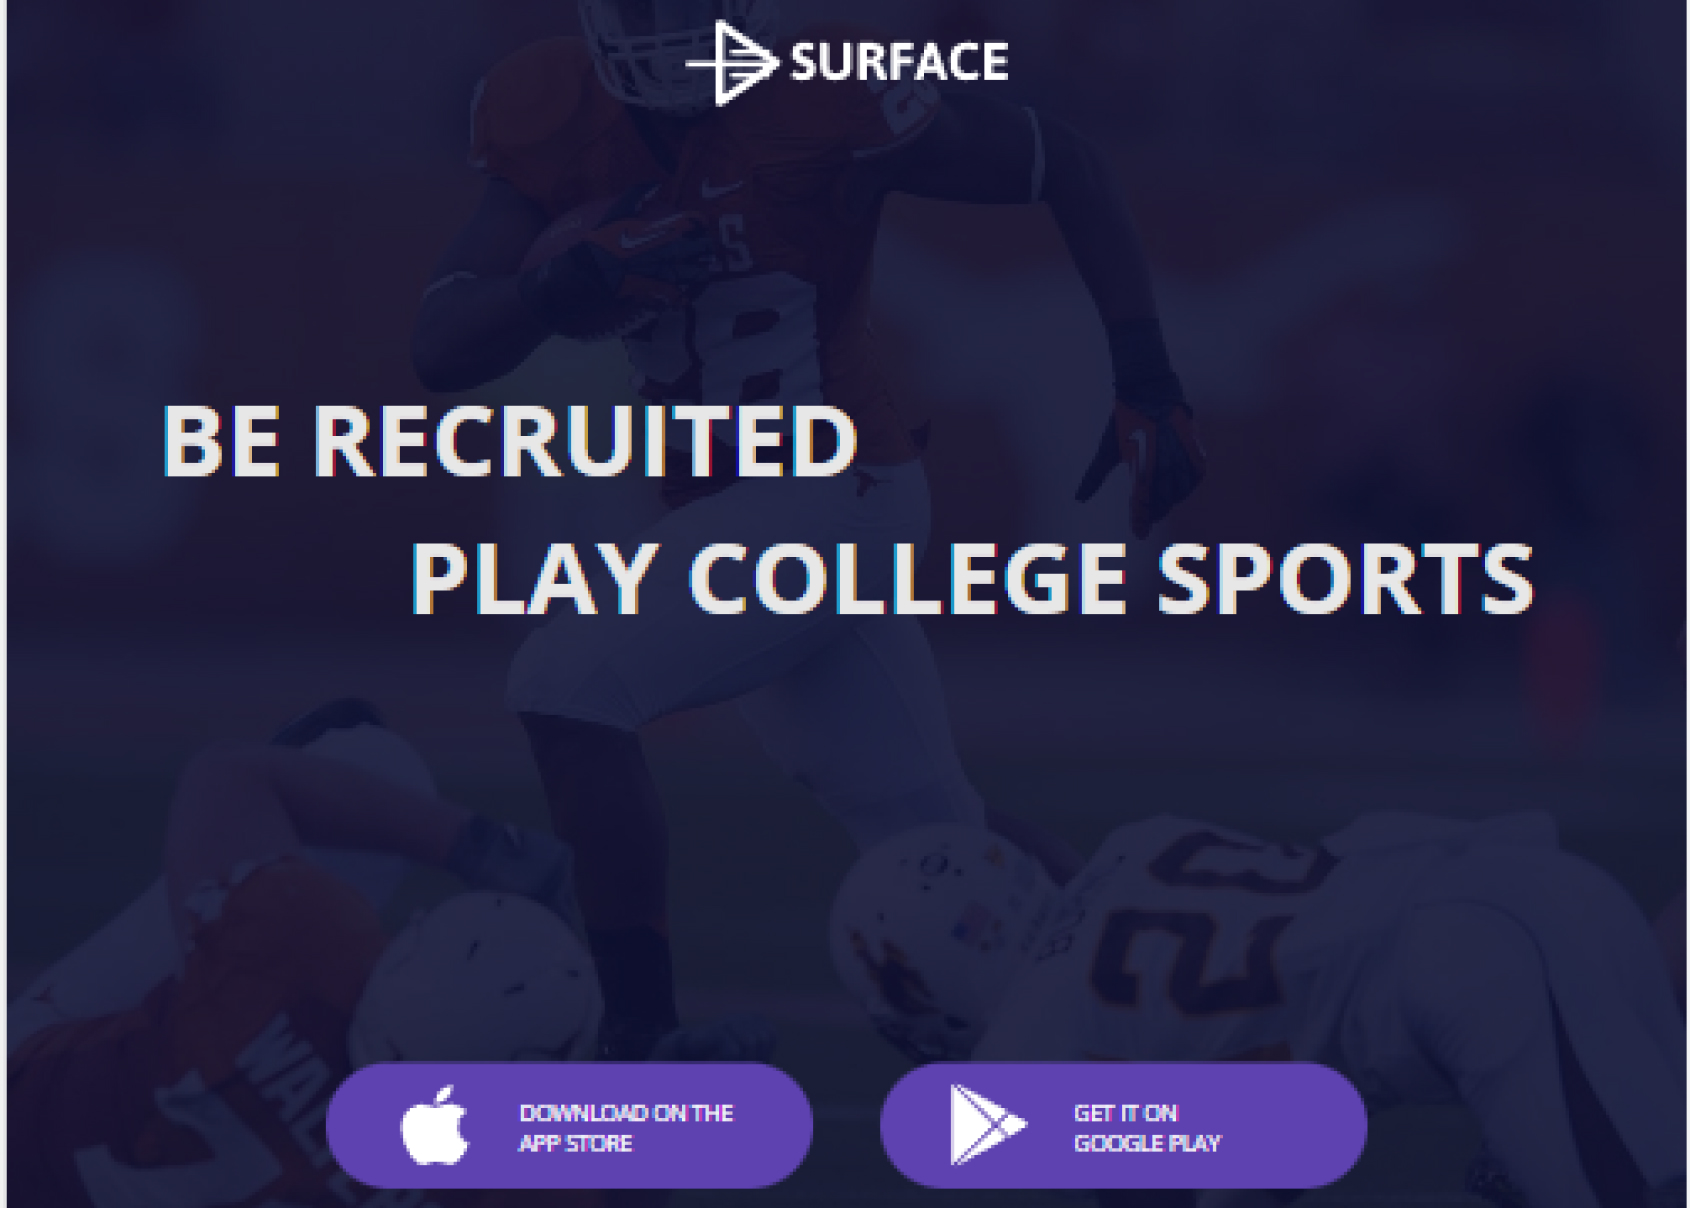 SURFACE
BE RECRUITED
PLAY COLLEGE SPORTS
DOWNLOAD ON THE
APP STORE
GET IT ON
GOOGLE PLAY